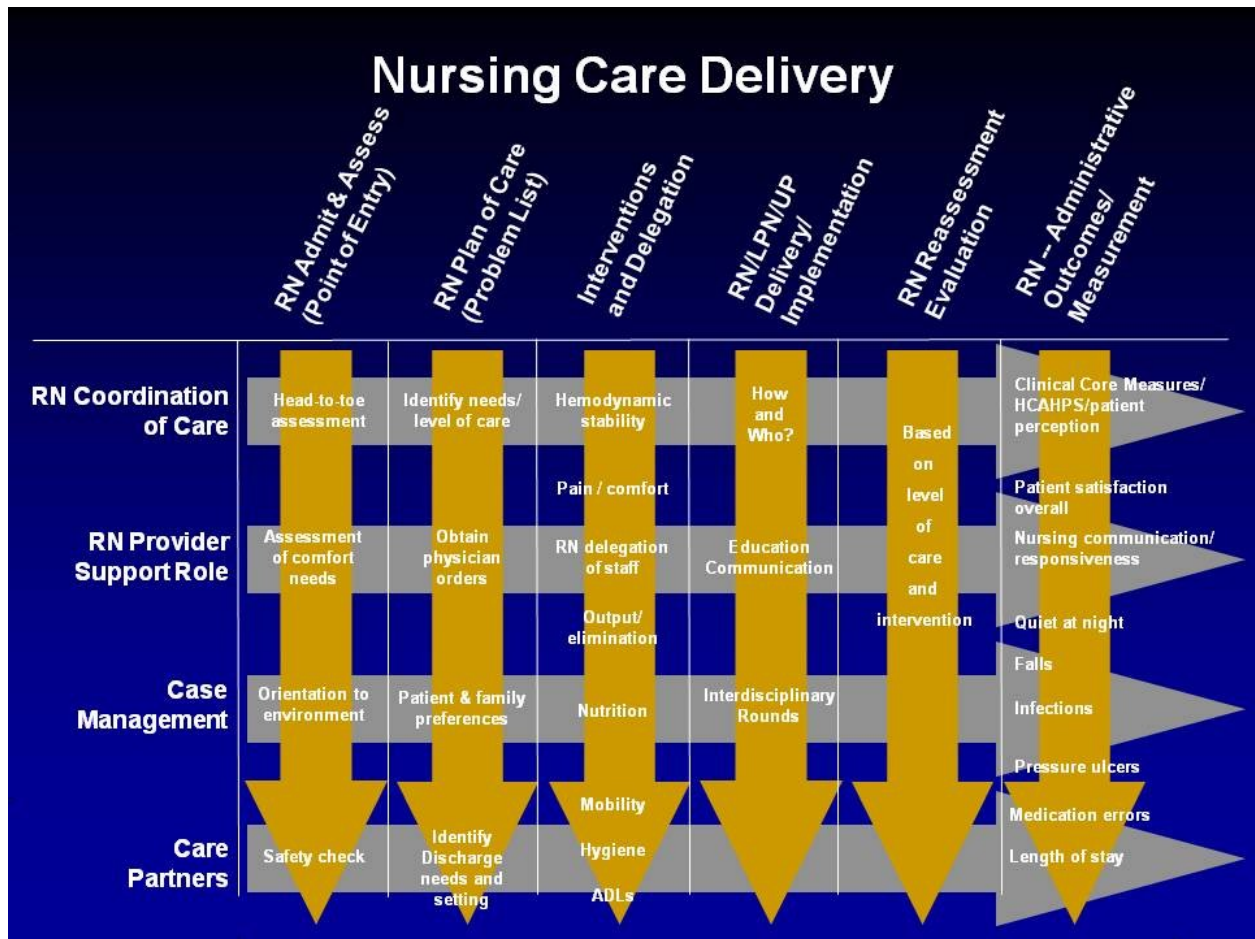 Nursing Care Delivery
RN Admit & Assess
(Point of Entry)
RN Plan of Care
(Problem List)
Interventions
and Delegation
RN/LPN/UP
Delivery/
Implementation
RN Reassessment
Evaluation
RN -- Administrative
Outcomes/
Measurement
RN Coordination
of Care
Head-to-toe
assessment
Identify needs/
level of care
Hemodynamic
stability
How
and
Who?
Based
on
level
of
care
and
intervention
Clinical Core Measures/
HCAHPS/patient
perception
Pain / comfort
Patient satisfaction
overall
RN Provider
Support Role
Assessment
of comfort
needs
Obtain
physician
orders
RN delegation
of staff
Education
Communication
Nursing communication/
responsiveness
Output/
elimination
Quiet at night
Case
Management
Orientation to
environment
Patient & family
preferences
Nutrition
Interdisciplinary
Rounds
Falls
Infections
Pressure ulcers
Care
Partners
Safety check
Identify
Discharge
needs and
setting
Mobility
Hygiene
ADLs
Medication errors
Length of stay